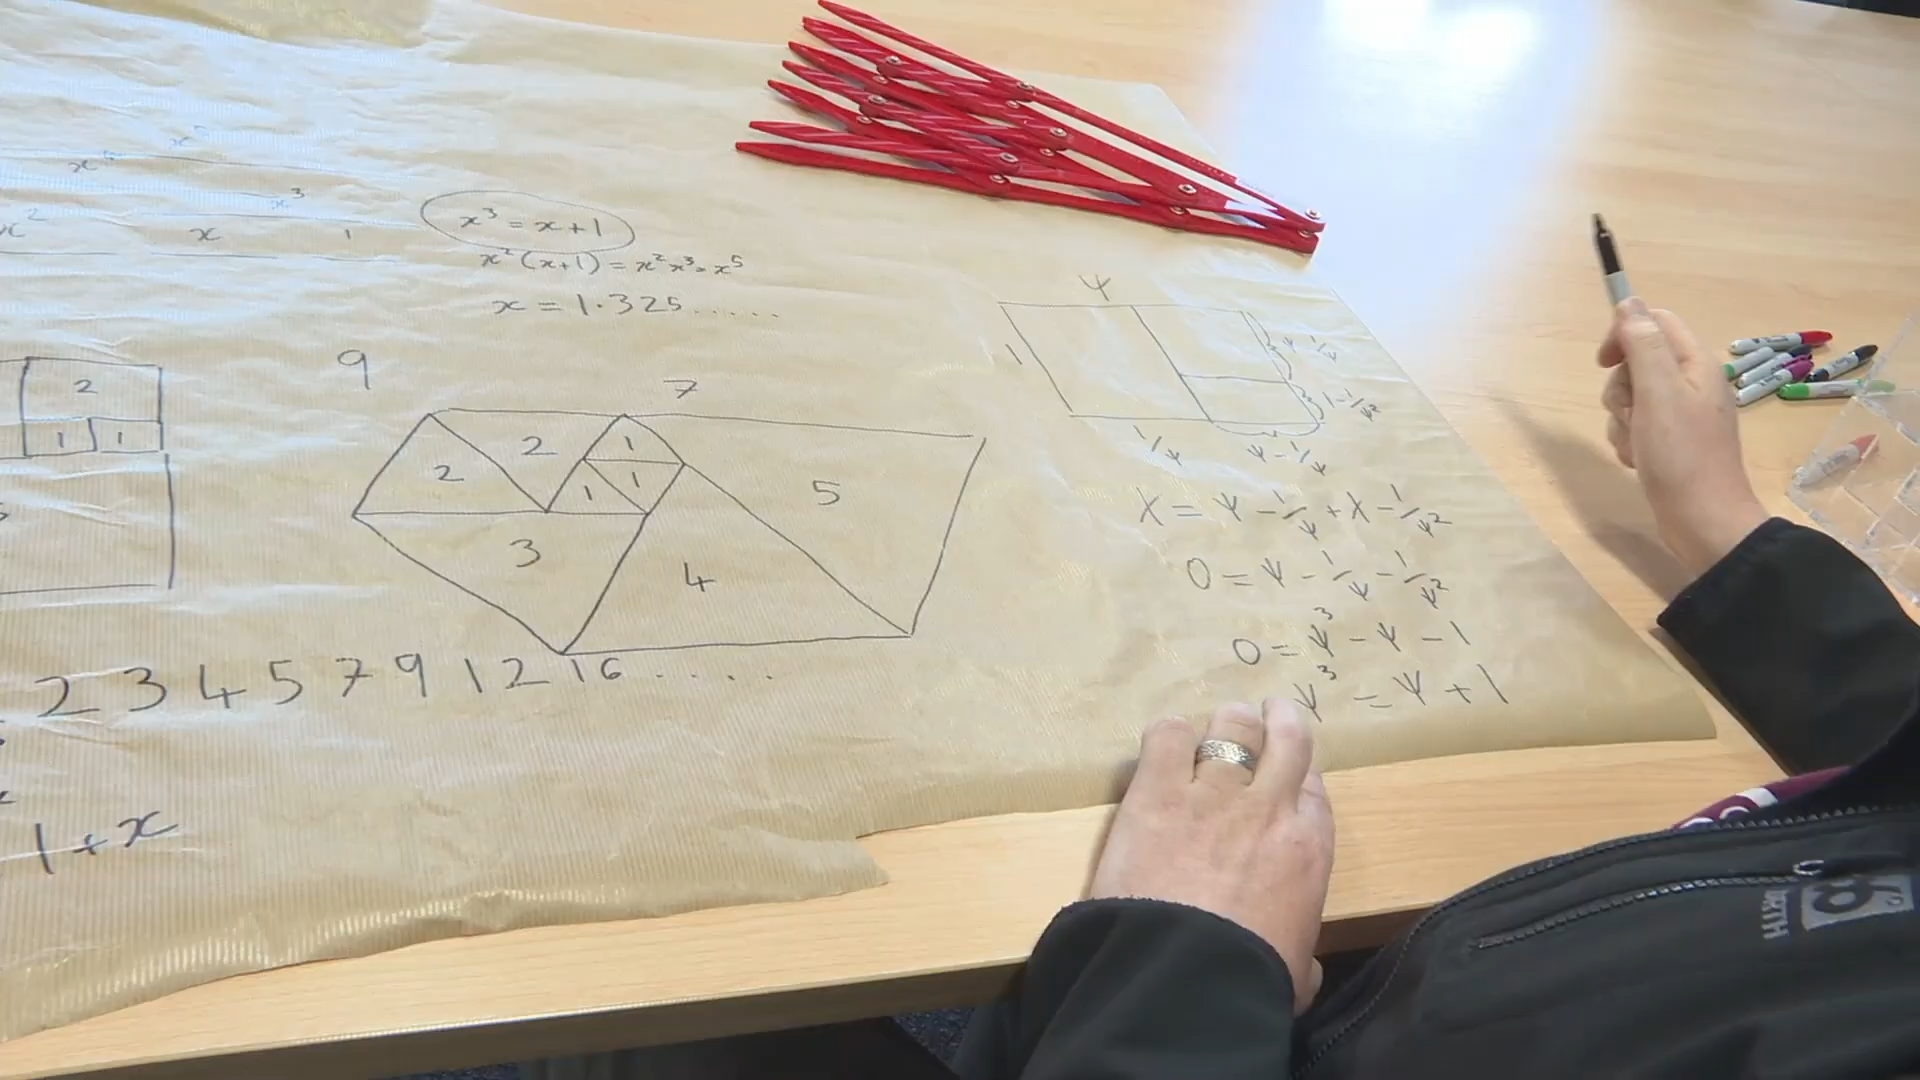 x³
x² x 1
x³ = x+1
x²(x+1) = x²x³ = x⁵
x = 1.325.....
2
1 1
9
7
2 2 1
1 1
3 4 5
2 3 4 5 7 9 12 16 ....
1+x
ψ
1
1/ψ
1-1/ψ²
1/ψ ψ-1/ψ
X = ψ - 1/ψ + X - 1/ψ²
0 = ψ - 1/ψ - 1/ψ²
0 = ψ³ - ψ - 1
ψ³ = ψ + 1